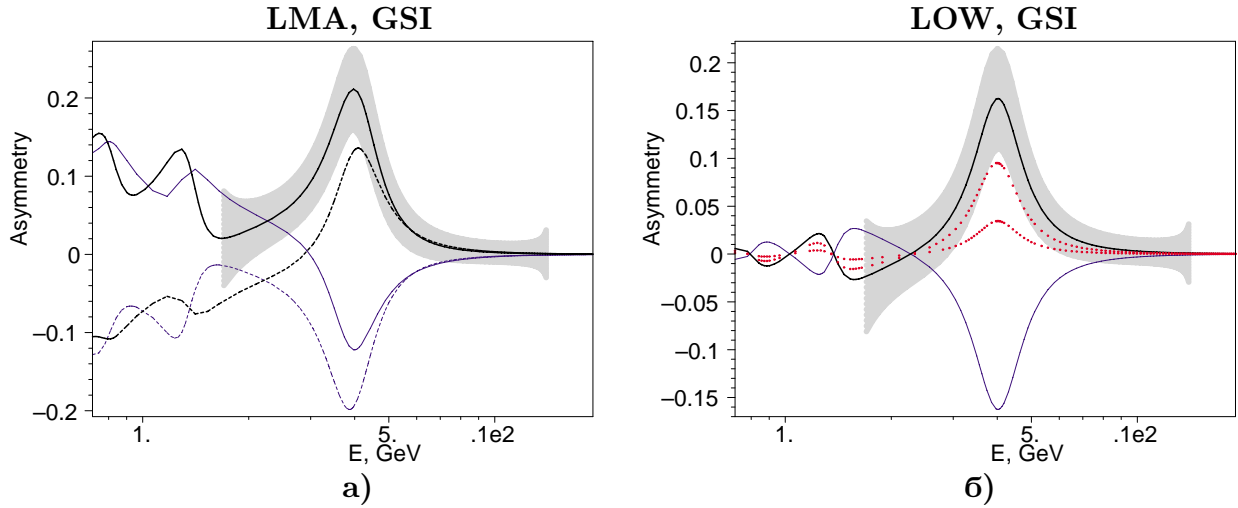 LMA, GSI
0.2
0.1
0
−0.1
−0.2
Asymmetry
1.
5.
.1e2
E, GeV
а)
LOW, GSI
0.2
0.15
0.1
0.05
0
−0.05
−0.1
−0.15
Asymmetry
1.
5.
.1e2
E, GeV
б)